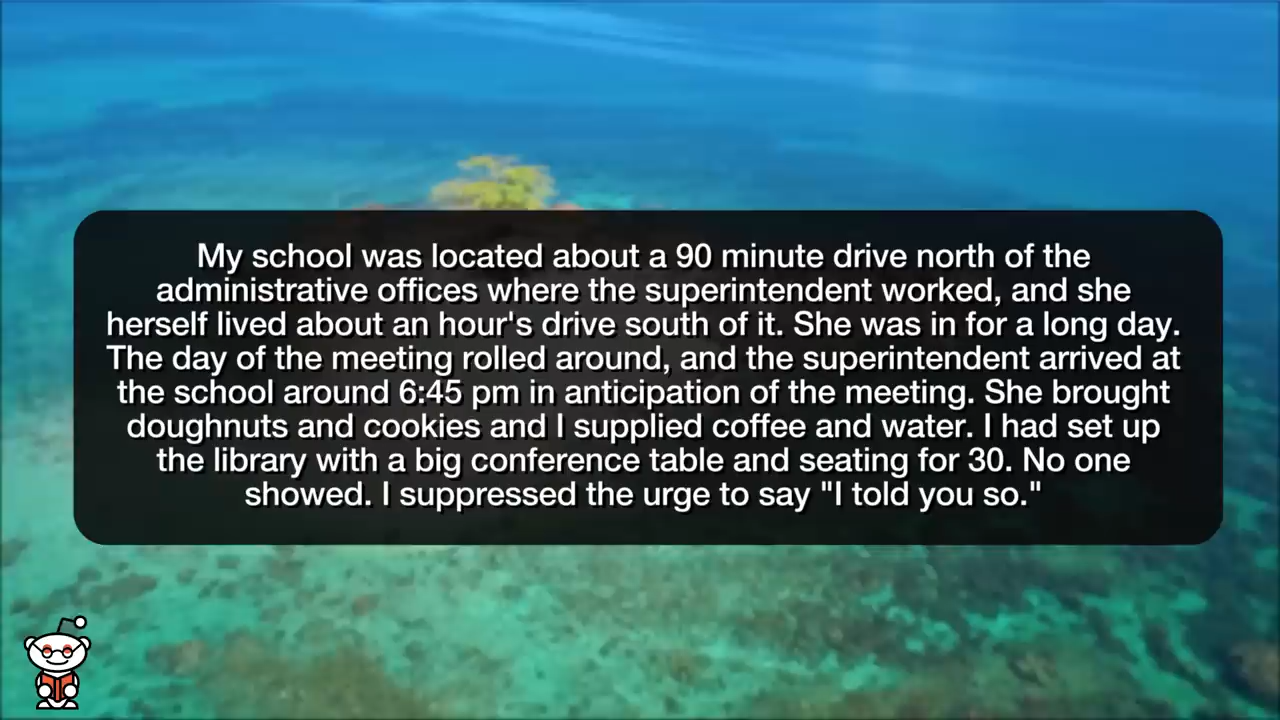 My school was located about a 90 minute drive north of the
administrative offices where the superintendent worked, and she
herself lived about an hour's drive south of it. She was in for a long day.
The day of the meeting rolled around, and the superintendent arrived at
the school around 6:45 pm in anticipation of the meeting. She brought
doughnuts and cookies and I supplied coffee and water. I had set up
the library with a big conference table and seating for 30. No one
showed. I suppressed the urge to say "I told you so."